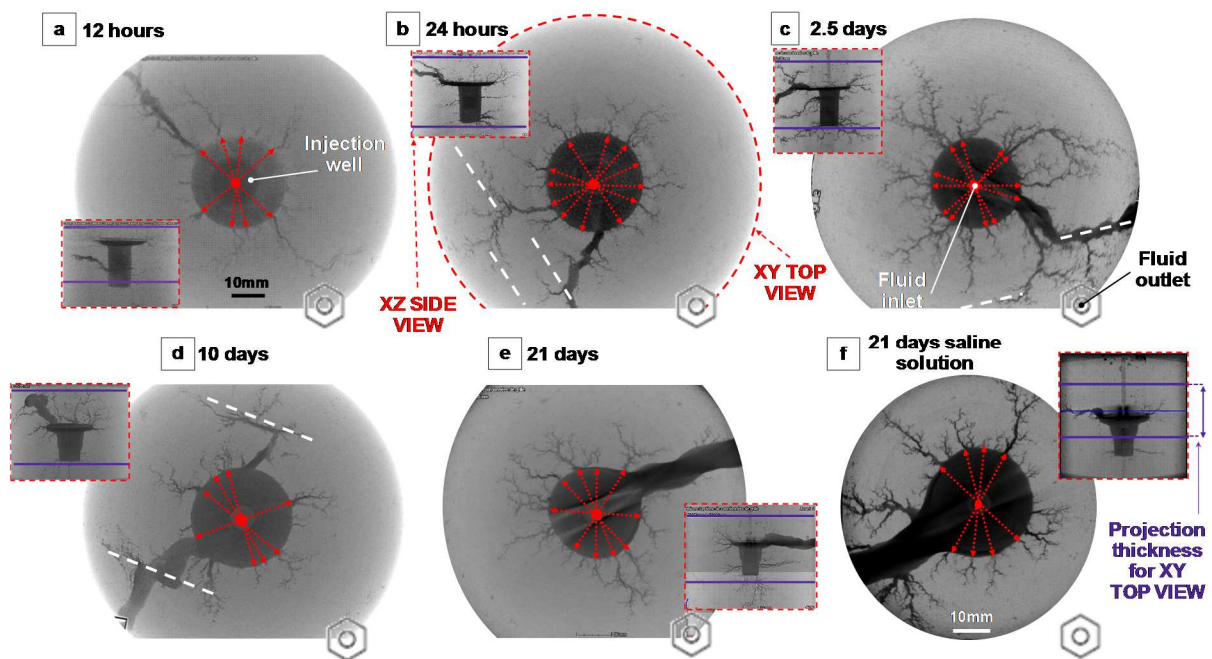 a 12 hours
b 24 hours
c 2.5 days
Injection
well
10mm
XZ SIDE
VIEW
XY TOP
VIEW
Fluid
inlet
Fluid
outlet
d 10 days
e 21 days
f 21 days saline
solution
10mm
Projection
thickness
for XY
TOP VIEW